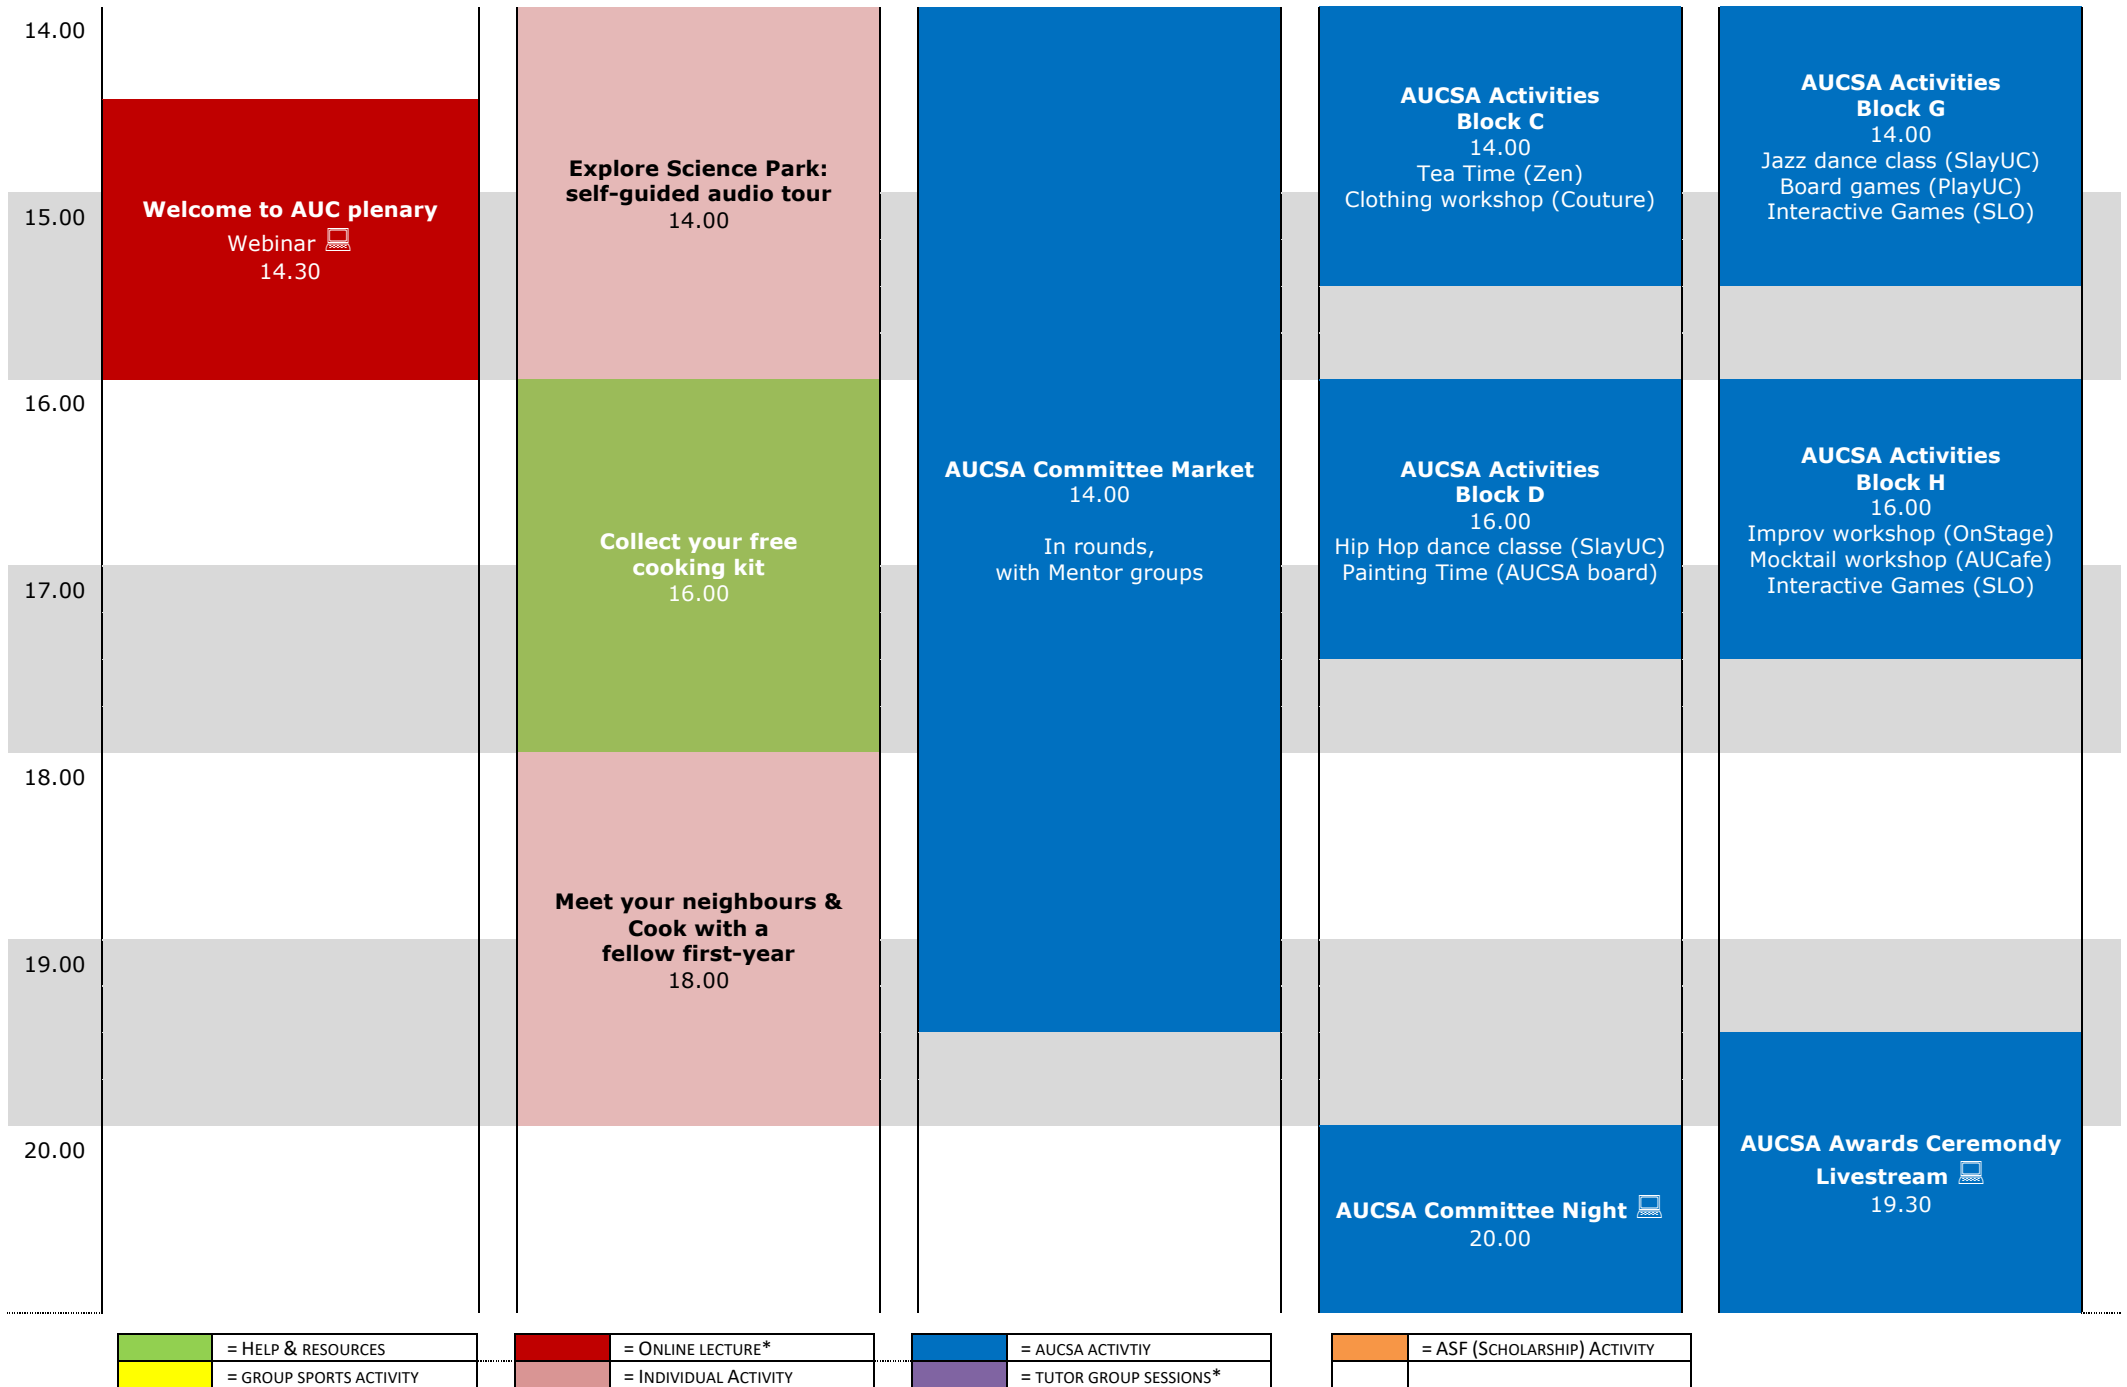 14.00
15.00
16.00
17.00
18.00
19.00
20.00
Welcome to AUC plenary
Webinar 💻
14.30
Explore Science Park:
self-guided audio tour
14.00
Collect your free
cooking kit
16.00
Meet your neighbours &
Cook with a
fellow first-year
18.00
AUCSA Committee Market
14.00
In rounds,
with Mentor groups
AUCSA Activities
Block C
14.00
Tea Time (Zen)
Clothing workshop (Couture)
AUCSA Activities
Block D
16.00
Hip Hop dance classe (SlayUC)
Painting Time (AUCSA board)
AUCSA Committee Night 💻
20.00
AUCSA Activities
Block G
14.00
Jazz dance class (SlayUC)
Board games (PlayUC)
Interactive Games (SLO)
AUCSA Activities
Block H
16.00
Improv workshop (OnStage)
Mocktail workshop (AUCafe)
Interactive Games (SLO)
AUCSA Awards Ceremondy
Livestream 💻
19.30
= HELP & RESOURCES
= GROUP SPORTS ACTIVITY
= ONLINE LECTURE*
= INDIVIDUAL ACTIVITY
= AUCSA ACTIVTIY
= TUTOR GROUP SESSIONS*
= ASF (SCHOLARSHIP) ACTIVITY